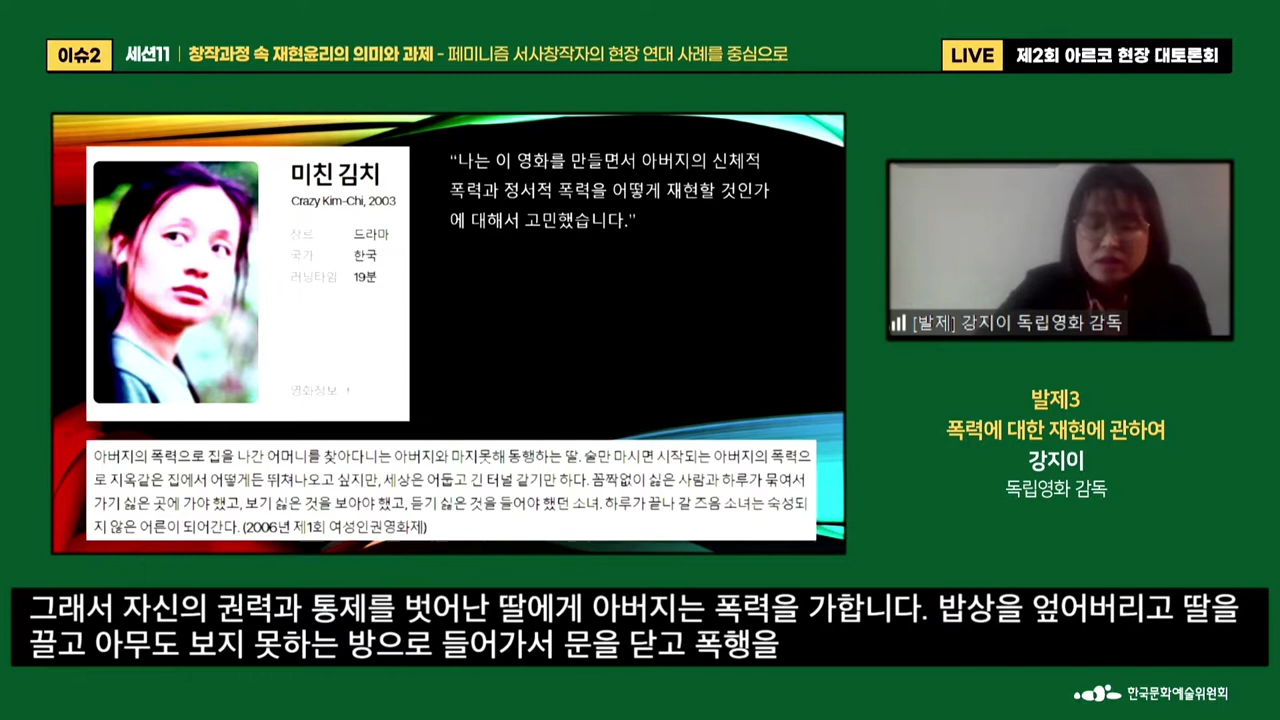 이슈2
세션11 | 창작과정 속 재현윤리의 의미와 과제 - 페미니즘 서사창작자의 현장 연대 사례를 중심으로
LIVE 제2회 아르코 현장 대토론회
미친 김치
Crazy Kim-Chi, 2003
장르 드라마
국가 한국
러닝타임 19분
영화정보 !
“나는 이 영화를 만들면서 아버지의 신체적
폭력과 정서적 폭력을 어떻게 재현할 것인가
에 대해서 고민했습니다.”
아버지의 폭력으로 집을 나간 어머니를 찾아다니는 아버지와 마지못해 동행하는 딸. 술만 마시면 시작되는 아버지의 폭력으
로 지옥같은 집에서 어떻게든 뛰쳐나오고 싶지만, 세상은 어둡고 긴 터널 같기만 하다. 꼼짝없이 싫은 사람과 하루가 묶여서
가기 싫은 곳에 가야 했고, 보기 싫은 것을 보아야 했고, 듣기 싫은 것을 들어야 했던 소녀. 하루가 끝나 갈 즈음 소녀는 숙성되
지 않은 어른이 되어간다. (2006년 제1회 여성인권영화제)
[발제] 강지이 독립영화 감독
발제3
폭력에 대한 재현에 관하여
강지이
독립영화 감독
그래서 자신의 권력과 통제를 벗어난 딸에게 아버지는 폭력을 가합니다. 밥상을 엎어버리고 딸을
끌고 아무도 보지 못하는 방으로 들어가서 문을 닫고 폭행을
한국문화예술위원회